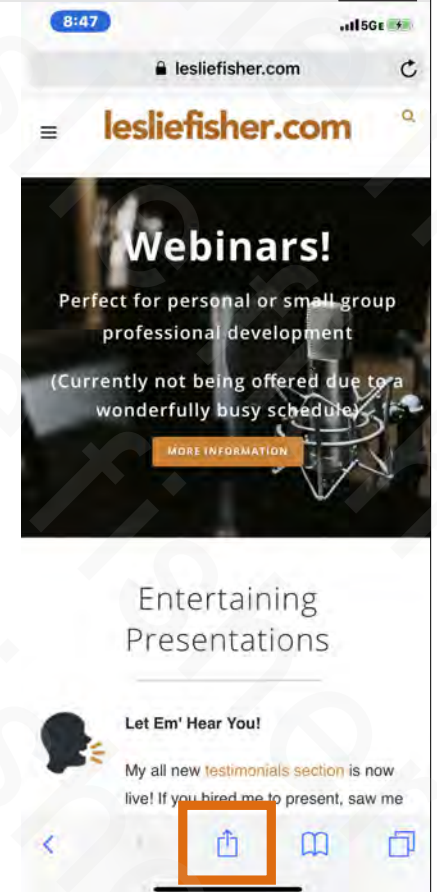 8:47
5GE
lesliefisher.com
lesliefisher.com
Webinars!
Perfect for personal or small group
professional development
(Currently not being offered due to a
wonderfully busy schedule)
MORE INFORMATION
Entertaining
Presentations
Let Em' Hear You!
My all new testimonials section is now
live! If you hired me to present, saw me